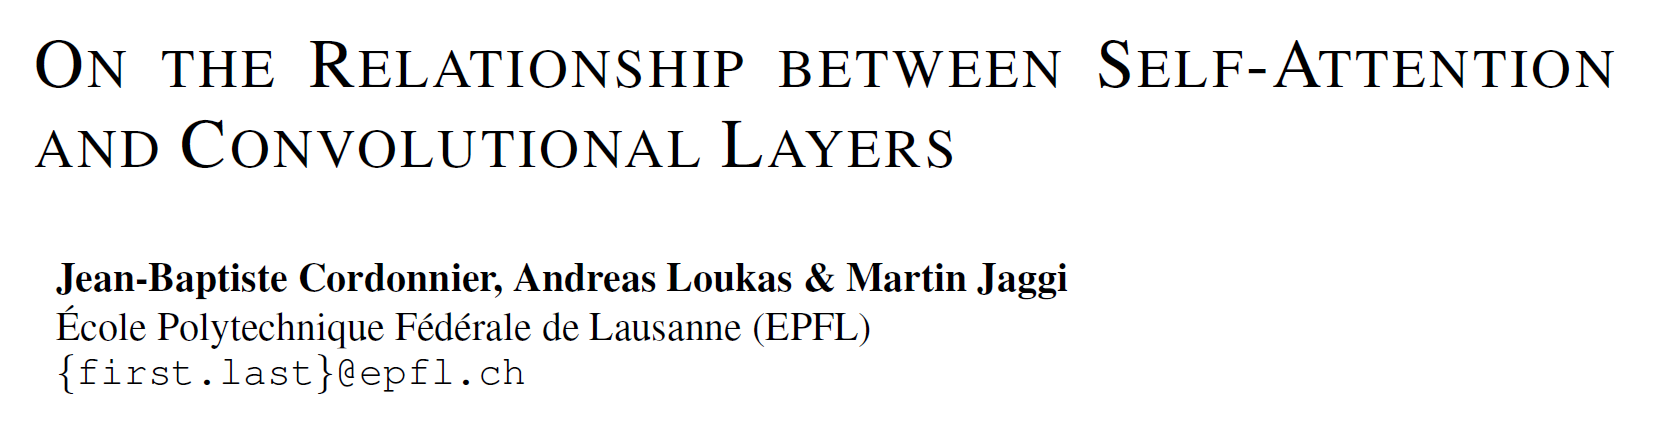 ON THE RELATIONSHIP BETWEEN SELF-ATTENTION
AND CONVOLUTIONAL LAYERS
Jean-Baptiste Cordonnier, Andreas Loukas & Martin Jaggi
École Polytechnique Fédérale de Lausanne (EPFL)
{first.last}@epfl.ch